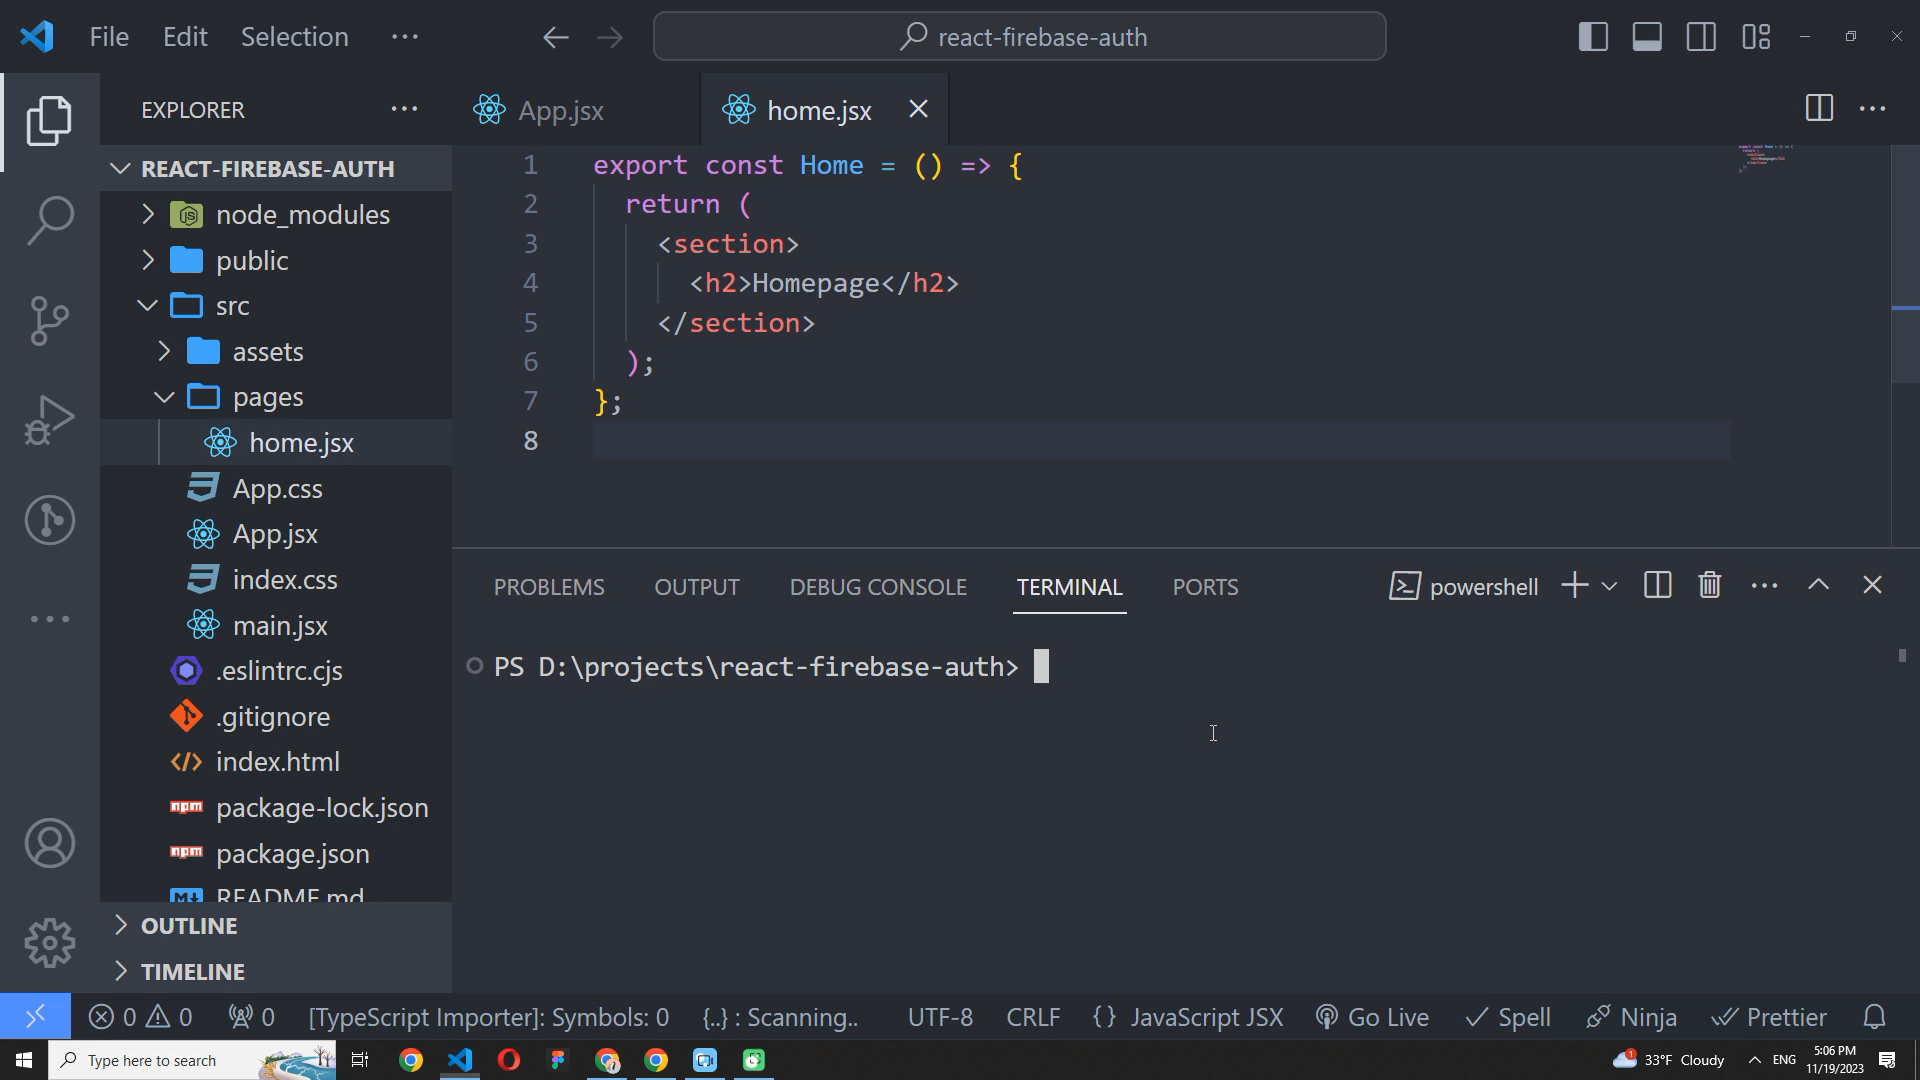 File Edit Selection ··· react-firebase-auth
EXPLORER ···
App.jsx home.jsx
REACT-FIREBASE-AUTH
node_modules
public
src
assets
pages
home.jsx
App.css
App.jsx
index.css
main.jsx
.eslintrc.cjs
.gitignore
index.html
package-lock.json
package.json
README.md
OUTLINE
TIMELINE
1 export const Home = () => {
2 return (
3 <section>
4 <h2>Homepage</h2>
5 </section>
6 );
7 };
8
PROBLEMS OUTPUT DEBUG CONSOLE TERMINAL PORTS powershell
PS D:\projects\react-firebase-auth>
0 0 0 [TypeScript Importer]: Symbols: 0 {..} : Scanning.. UTF-8 CRLF {} JavaScript JSX Go Live Spell Ninja Prettier
Type here to search 1 33°F Cloudy ENG 5:06 PM
11/19/2023